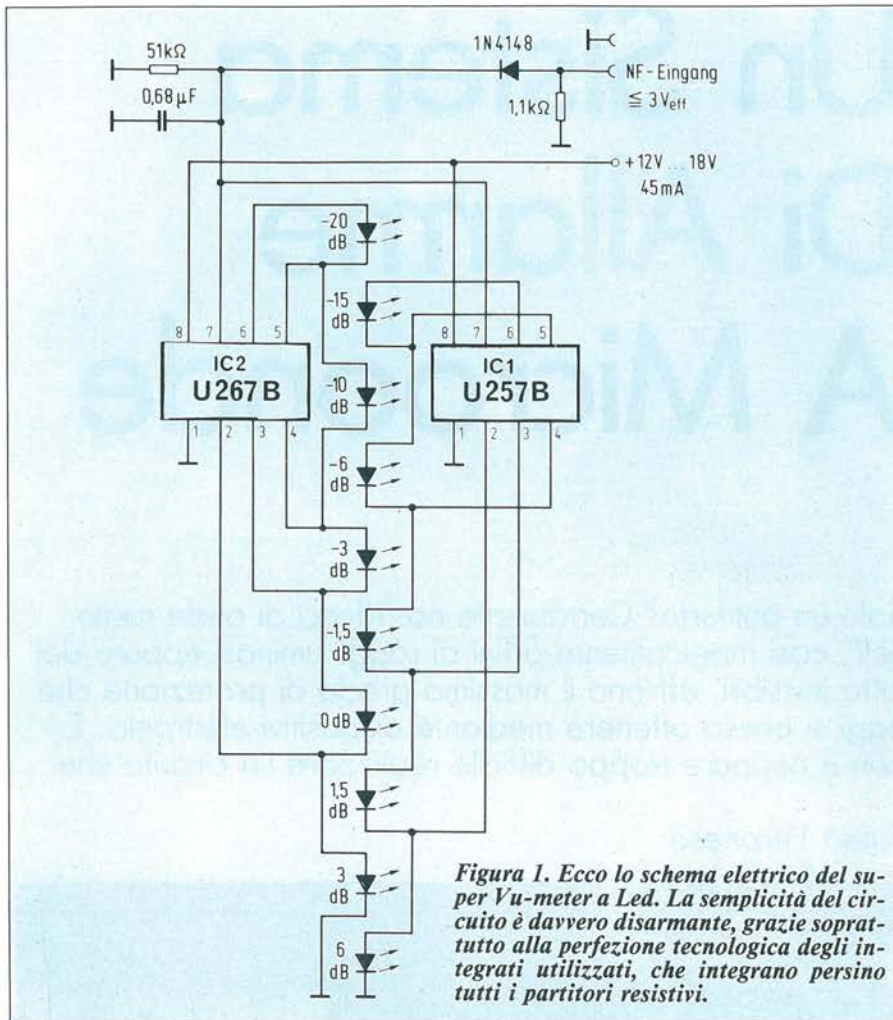 51kΩ
0,68 µF
1N4148
NF-Eingang
≦ 3 Veff
1,1kΩ
+12V ... 18V
45mA
-20
dB
-15
dB
8 7 6 5
IC2
U267B
1 2 3 4
-10
dB
8 7 6 5
IC1
U257B
1 2 3 4
-6
dB
-3
dB
-1,5
dB
0dB
1,5
dB
3
dB
6
dB
Figura 1. Ecco lo schema elettrico del su-
per Vu-meter a Led. La semplicità del cir-
cuito è davvero disarmante, grazie soprat-
tutto alla perfezione tecnologica degli in-
tegrati utilizzati, che integrano persino
tutti i partitori resistivi.